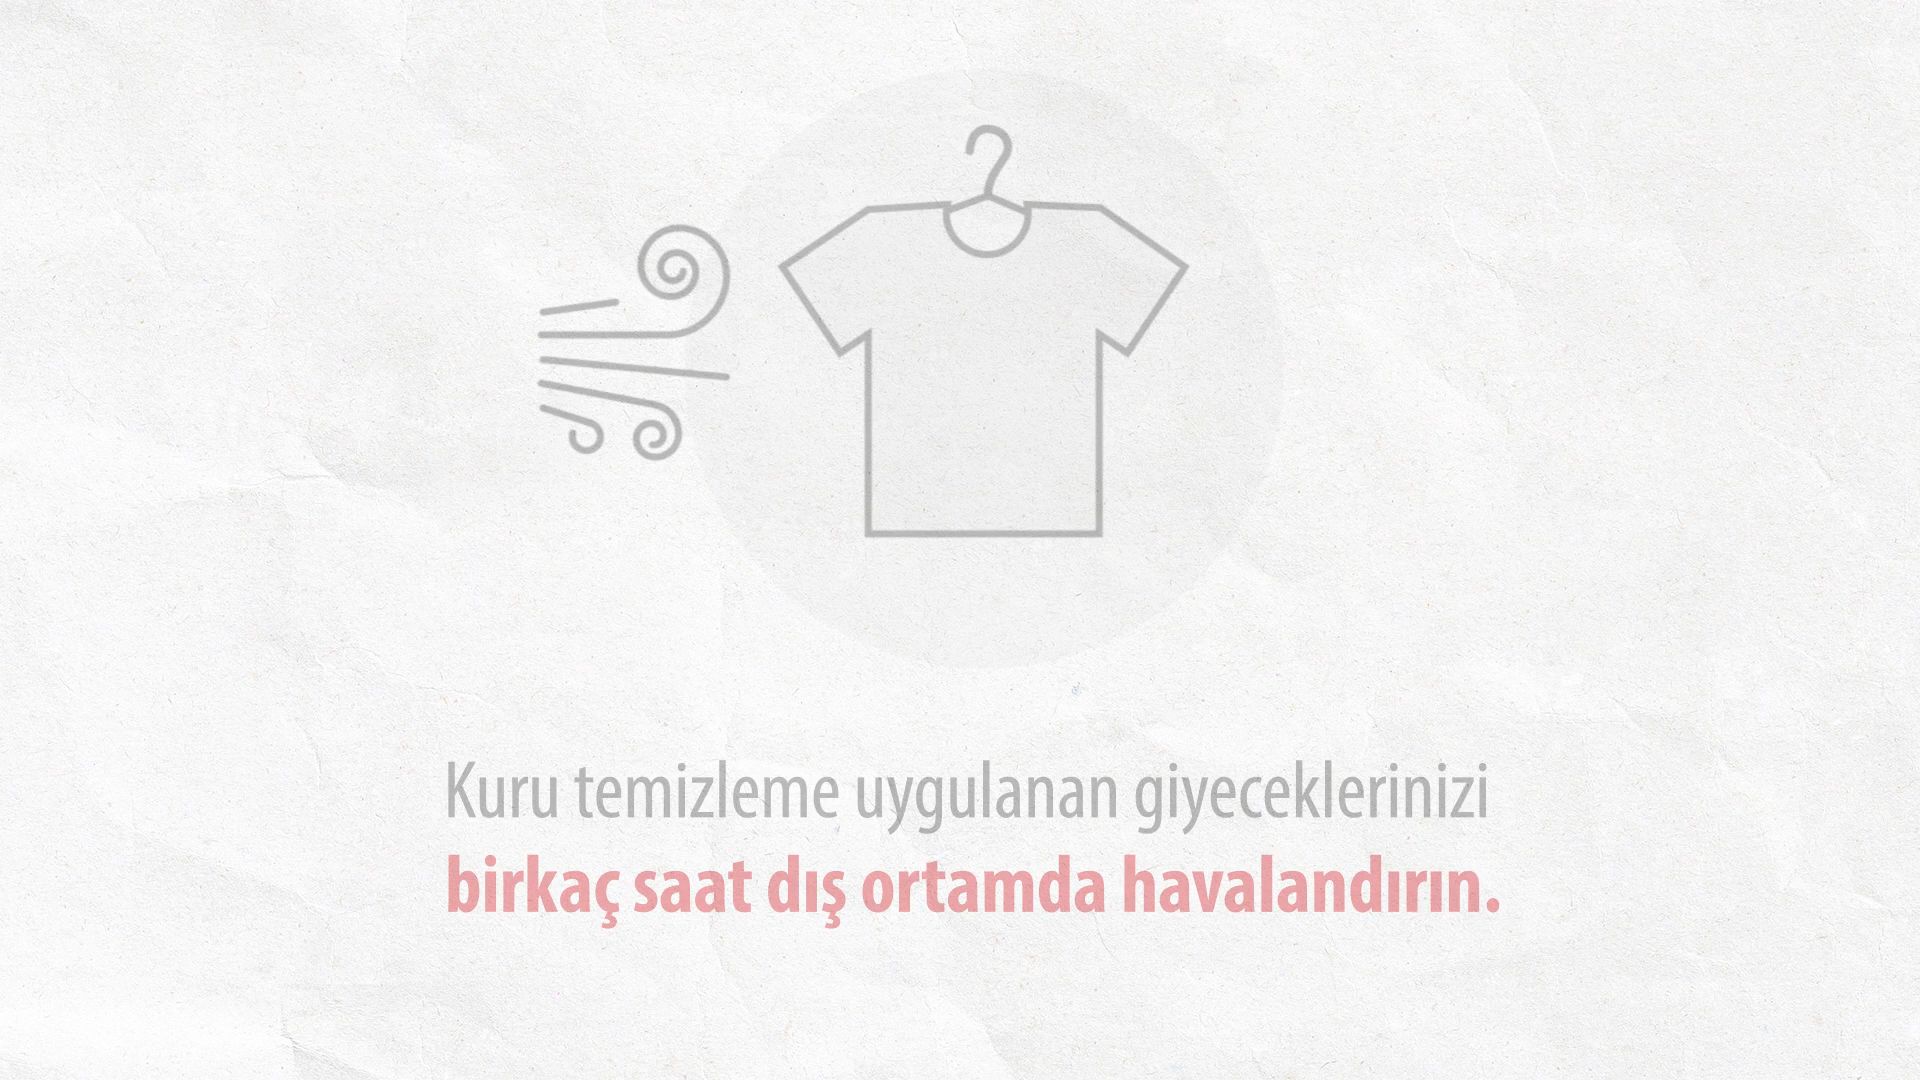 Kuru temizleme uygulanan giyeceklerinizi
birkaç saat dış ortamda havalandırın.